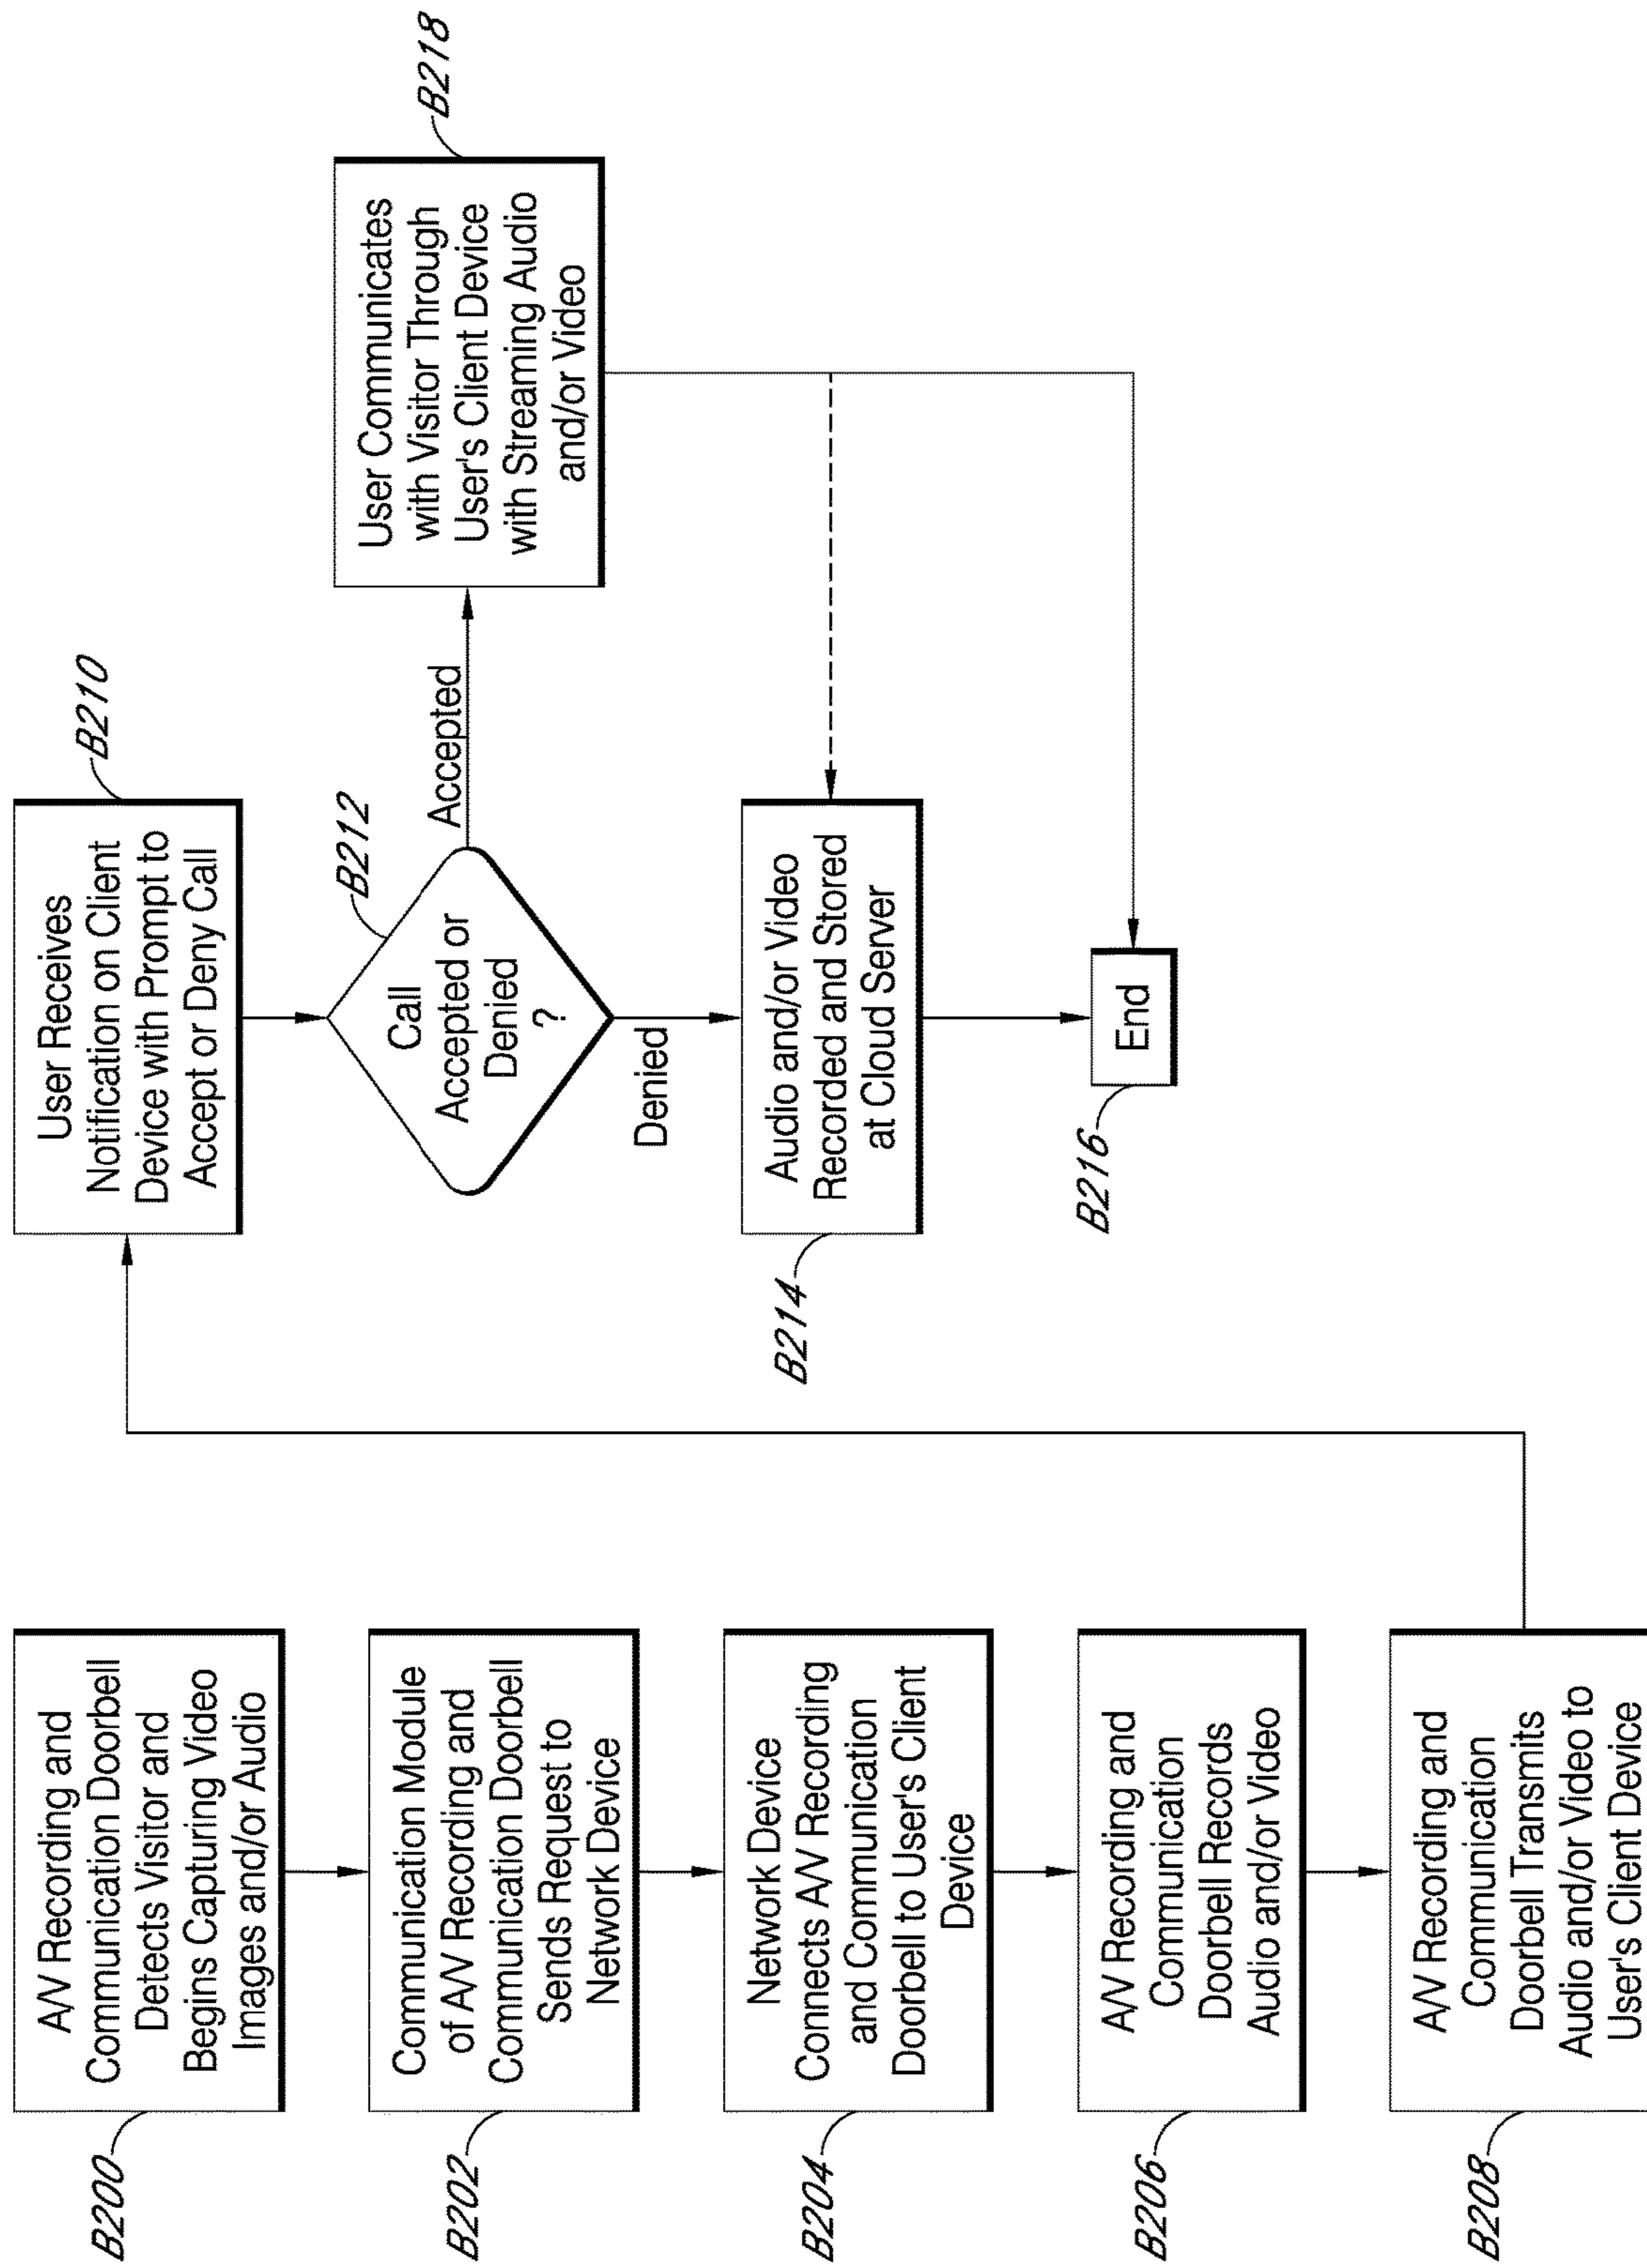 B200
A/V Recording and
Communication Doorbell
Detects Visitor and
Begins Capturing Video
Images and/or Audio
B202
Communication Module
of A/V Recording and
Communication Doorbell
Sends Request to
Network Device
B204
Network Device
Connects A/V Recording
and Communication
Doorbell to User's Client
Device
B206
A/V Recording and
Communication
Doorbell Records
Audio and/or Video
B208
A/V Recording and
Communication
Doorbell Transmits
Audio and/or Video to
User's Client Device
B210
User Receives
Notification on Client
Device with Prompt to
Accept or Deny Call
B212
Call
Accepted or
Denied
?
Accepted
Denied
B218
User Communicates
with Visitor Through
User's Client Device
with Streaming Audio
and/or Video
B214
Audio and/or Video
Recorded and Stored
at Cloud Server
B216
End